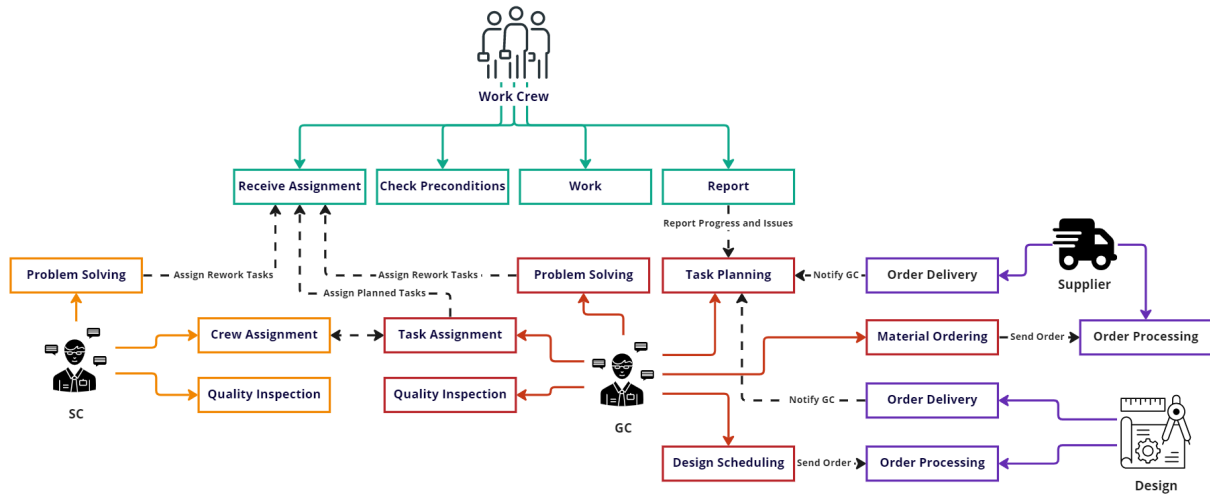 Work Crew
Receive Assignment
Check Preconditions
Work
Report
Report Progress and Issues
Problem Solving
Assign Rework Tasks
Assign Rework Tasks
Problem Solving
Task Planning
Notify GC
Order Delivery
Supplier
Assign Planned Tasks
Crew Assignment
Task Assignment
Material Ordering
Send Order
Order Processing
Quality Inspection
Quality Inspection
Notify GC
Order Delivery
SC
GC
Design Scheduling
Send Order
Order Processing
Design